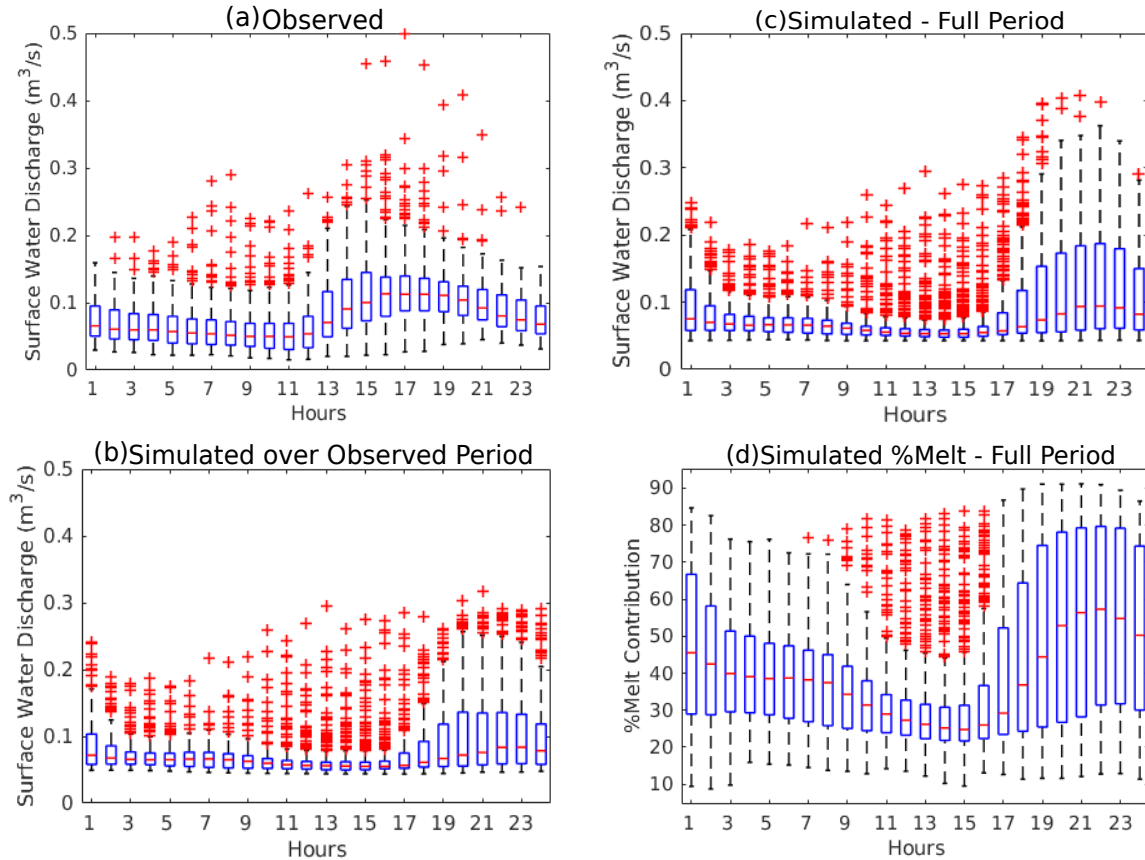 (a)Observed
0.5
0.4
0.3
0.2
0.1
0
Surface Water Discharge (m³/s)
1 3 5 7 9 11 13 15 17 19 21 23
Hours
(c)Simulated - Full Period
0.5
0.4
0.3
0.2
0.1
0
Surface Water Discharge (m³/s)
1 3 5 7 9 11 13 15 17 19 21 23
Hours
(b)Simulated over Observed Period
0.5
0.4
0.3
0.2
0.1
0
Surface Water Discharge (m³/s)
1 3 5 7 9 11 13 15 17 19 21 23
Hours
(d)Simulated %Melt - Full Period
90
80
70
60
50
40
30
20
10
%Melt Contribution
1 3 5 7 9 11 13 15 17 19 21 23
Hours